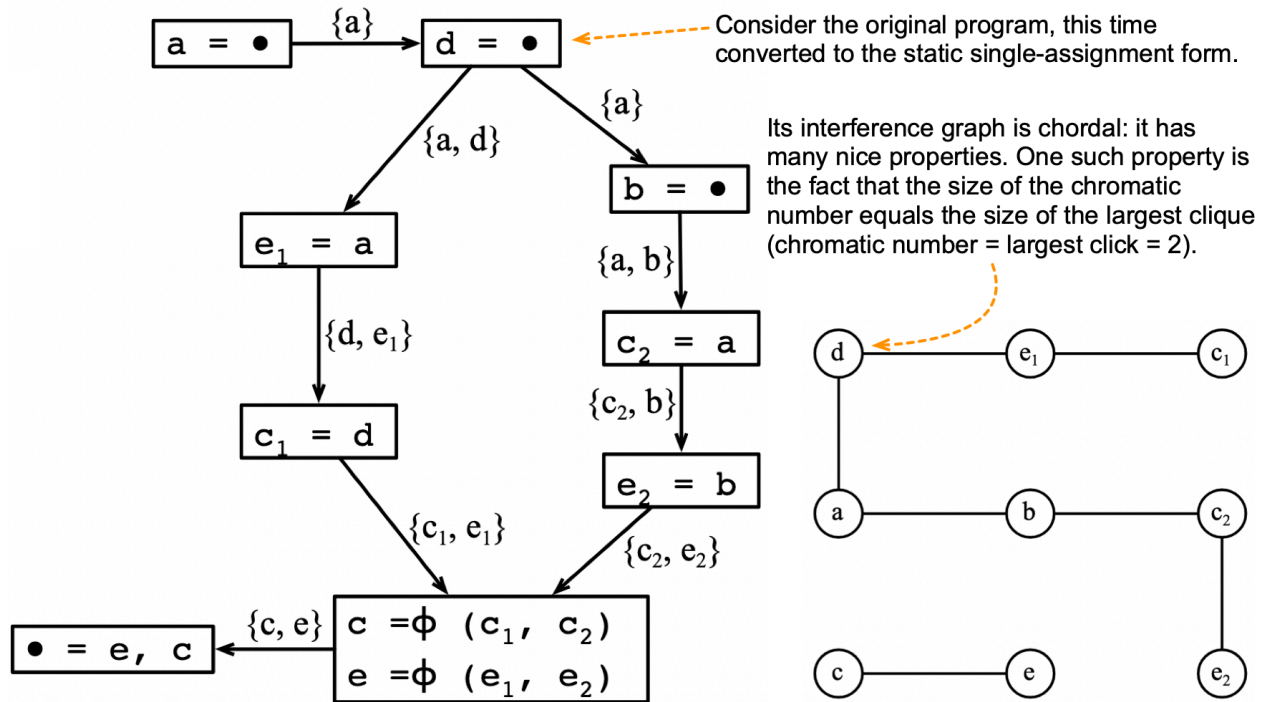 a = ●
{a}
d = ●
Consider the original program, this time
converted to the static single-assignment form.
{a, d}
{a}
b = ●
Its interference graph is chordal: it has
many nice properties. One such property is
the fact that the size of the chromatic
number equals the size of the largest clique
(chromatic number = largest click = 2).
e₁ = a
{a, b}
{d, e₁}
c₂ = a
{c₂, b}
c₁ = d
e₂ = b
{c₁, e₁}
{c₂, e₂}
c =ϕ (c₁, c₂)
e =ϕ (e₁, e₂)
{c, e}
● = e, c
d
e₁
c₁
a
b
c₂
c
e
e₂